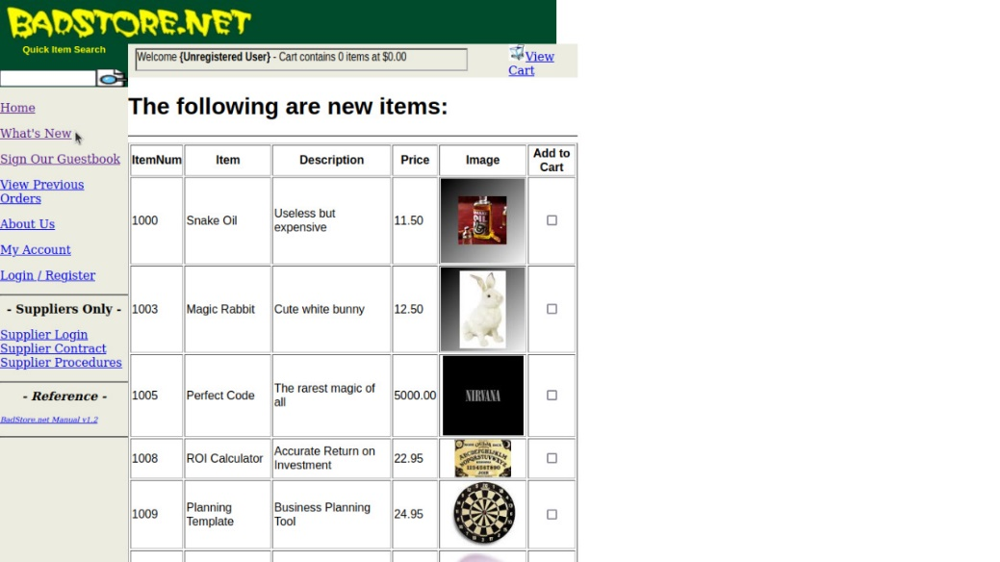 BADSTORE.NET
Quick Item Search
Welcome {Unregistered User} - Cart contains 0 items at $0.00
View
Cart
Home
What's New
Sign Our Guestbook
View Previous
Orders
About Us
My Account
Login / Register
- Suppliers Only -
Supplier Login
Supplier Contract
Supplier Procedures
- Reference -
BadStore.net Manual v1.2
The following are new items:
ItemNum Item Description Price Image Add to
Cart
1000 Snake Oil Useless but
expensive 11.50
1003 Magic Rabbit Cute white bunny 12.50
1005 Perfect Code The rarest magic of
all 5000.00 NIRVANA
1008 ROI Calculator Accurate Return on
Investment 22.95
ABCDEFGHIJKLM
NOPQRSTUVWXYZ
1234567890
1009 Planning
Template Business Planning
Tool 24.95